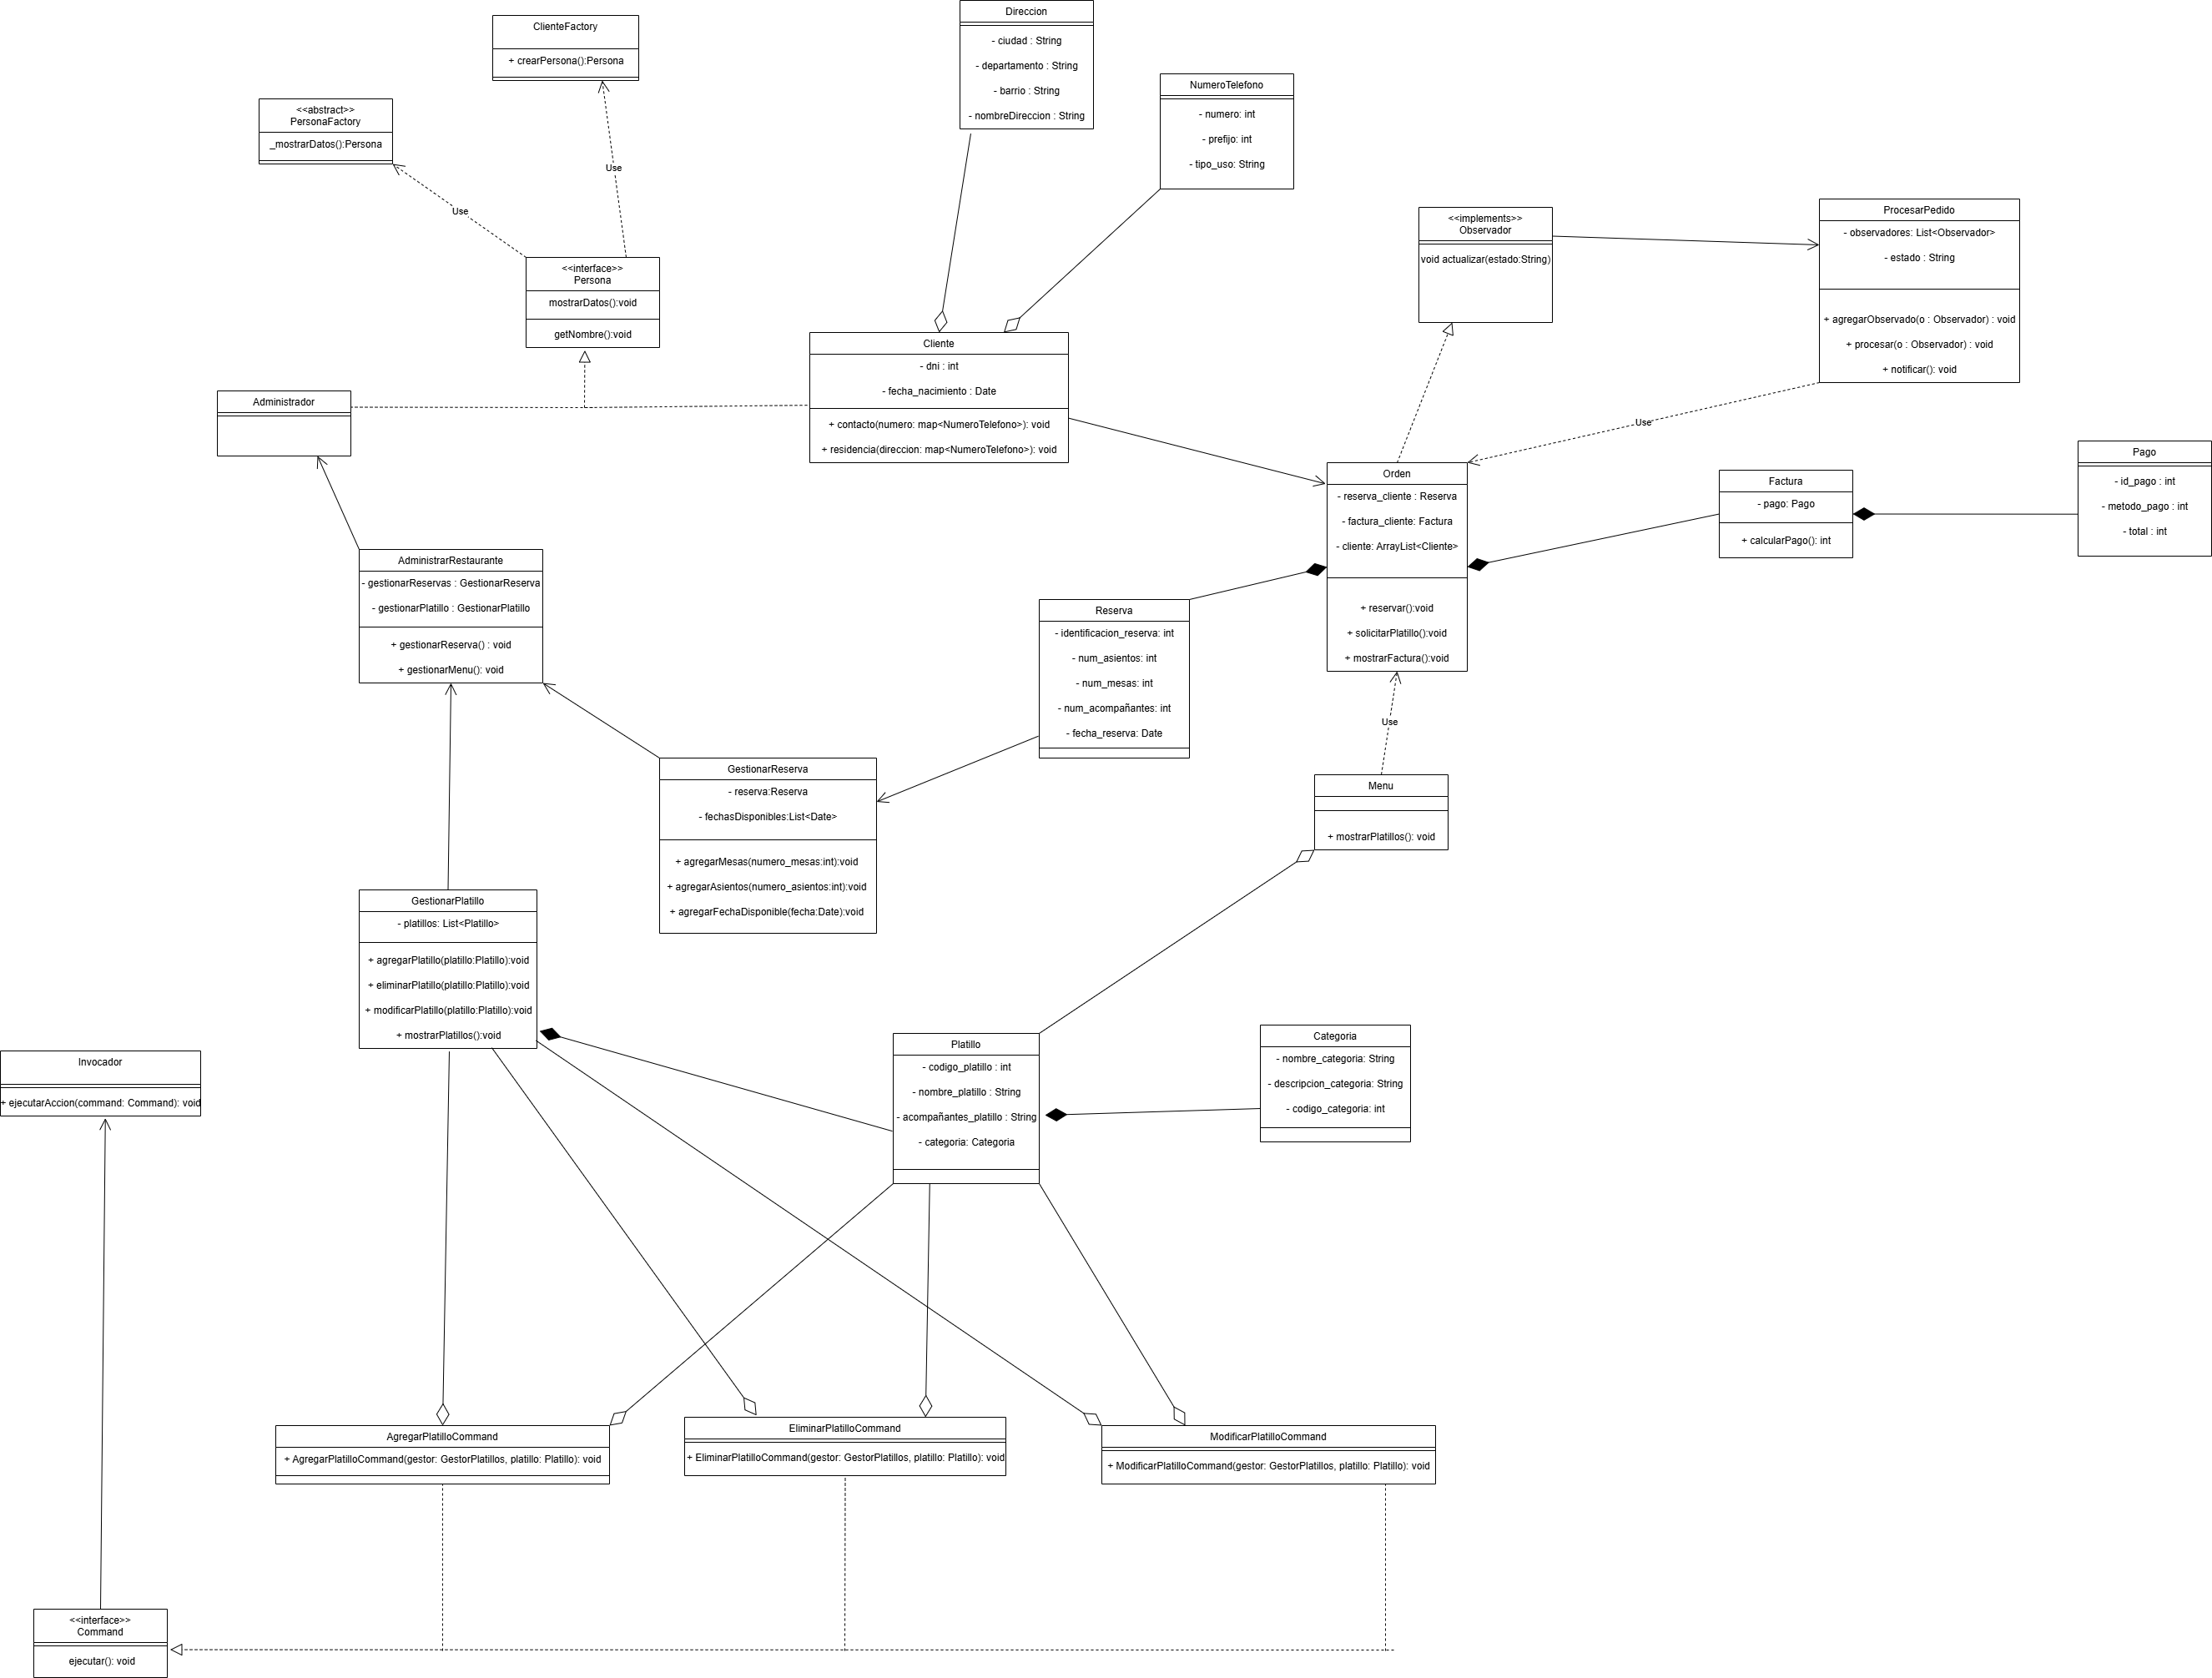 Direccion
- ciudad : String
- departamento : String
- barrio : String
- nombreDireccion : String
ClienteFactory
+ crearPersona():Persona
NumeroTelefono
- numero: int
- prefijo: int
- tipo_uso: String
<<abstract>>
PersonaFactory
_mostrarDatos():Persona
Use
Use
<<interface>>
Persona
mostrarDatos():void
getNombre():void
<<implements>>
Observador
void actualizar(estado:String)
ProcesarPedido
- observadores: List<Observador>
- estado : String
+ agregarObservado(o : Observador) : void
+ procesar(o : Observador) : void
+ notificar(): void
Cliente
- dni : int
- fecha_nacimiento : Date
+ contacto(numero: map<NumeroTelefono>): void
+ residencia(direccion: map<NumeroTelefono>): void
Administrador
Use
Orden
- reserva_cliente : Reserva
- factura_cliente: Factura
- cliente: ArrayList<Cliente>
+ reservar():void
+ solicitarPlatillo():void
+ mostrarFactura():void
Factura
- pago: Pago
+ calcularPago(): int
Pago
- id_pago : int
- metodo_pago : int
- total : int
AdministrarRestaurante
- gestionarReservas : GestionarReserva
- gestionarPlatillo : GestionarPlatillo
+ gestionarReserva() : void
+ gestionarMenu(): void
Reserva
- identificacion_reserva: int
- num_asientos: int
- num_mesas: int
- num_acompañantes: int
- fecha_reserva: Date
Use
GestionarReserva
- reserva:Reserva
- fechasDisponibles:List<Date>
+ agregarMesas(numero_mesas:int):void
+ agregarAsientos(numero_asientos:int):void
+ agregarFechaDisponible(fecha:Date):void
Menu
+ mostrarPlatillos(): void
GestionarPlatillo
- platillos: List<Platillo>
+ agregarPlatillo(platillo:Platillo):void
+ eliminarPlatillo(platillo:Platillo):void
+ modificarPlatillo(platillo:Platillo):void
+ mostrarPlatillos():void
Platillo
- codigo_platillo : int
- nombre_platillo : String
- acompañantes_platillo : String
- categoria: Categoria
Categoria
- nombre_categoria: String
- descripcion_categoria: String
- codigo_categoria: int
Invocador
+ ejecutarAccion(command: Command): void
AgregarPlatilloCommand
+ AgregarPlatilloCommand(gestor: GestorPlatillos, platillo: Platillo): void
EliminarPlatilloCommand
+ EliminarPlatilloCommand(gestor: GestorPlatillos, platillo: Platillo): void
ModificarPlatilloCommand
+ ModificarPlatilloCommand(gestor: GestorPlatillos, platillo: Platillo): void
<<interface>>
Command
ejecutar(): void